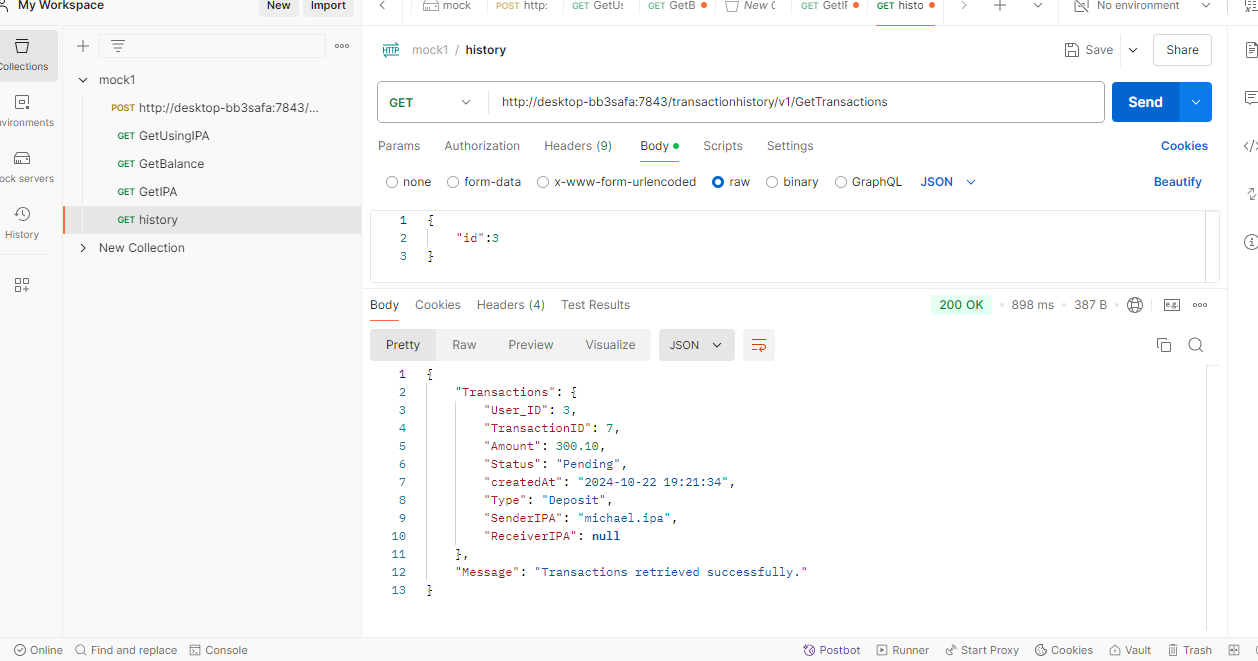 My Workspace New Import
mock POST http: GET GetUs GET GetB New C GET GetIF GET histo No environment
Collections
mock1 / history Save Share
mock1
POST http://desktop-bb3safa:7843/...
GET http://desktop-bb3safa:7843/transactionhistory/v1/GetTransactions Send
vironments
GET GetUsingIPA
Params Authorization Headers (9) Body Scripts Settings Cookies
GET GetBalance
ock servers
none form-data x-www-form-urlencoded raw binary GraphQL JSON Beautify
GET GetIPA
GET history
History
New Collection
1 {
2 "id":3
3 }
Body Cookies Headers (4) Test Results 200 OK 898 ms 387 B e.g.
Pretty Raw Preview Visualize JSON
1 {
2 "Transactions": {
3 "User_ID": 3,
4 "TransactionID": 7,
5 "Amount": 300.10,
6 "Status": "Pending",
7 "createdAt": "2024-10-22 19:21:34",
8 "Type": "Deposit",
9 "SenderIPA": "michael.ipa",
10 "ReceiverIPA": null
11 },
12 "Message": "Transactions retrieved successfully."
13 }
Online Find and replace Console Postbot Runner Start Proxy Cookies Vault Trash